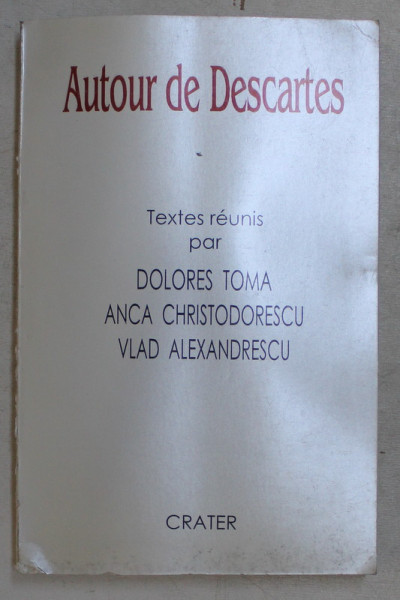 Autour de Descartes
Textes réunis
par
DOLORES TOMA
ANCA CHRISTODORESCU
VLAD ALEXANDRESCU
CRATER